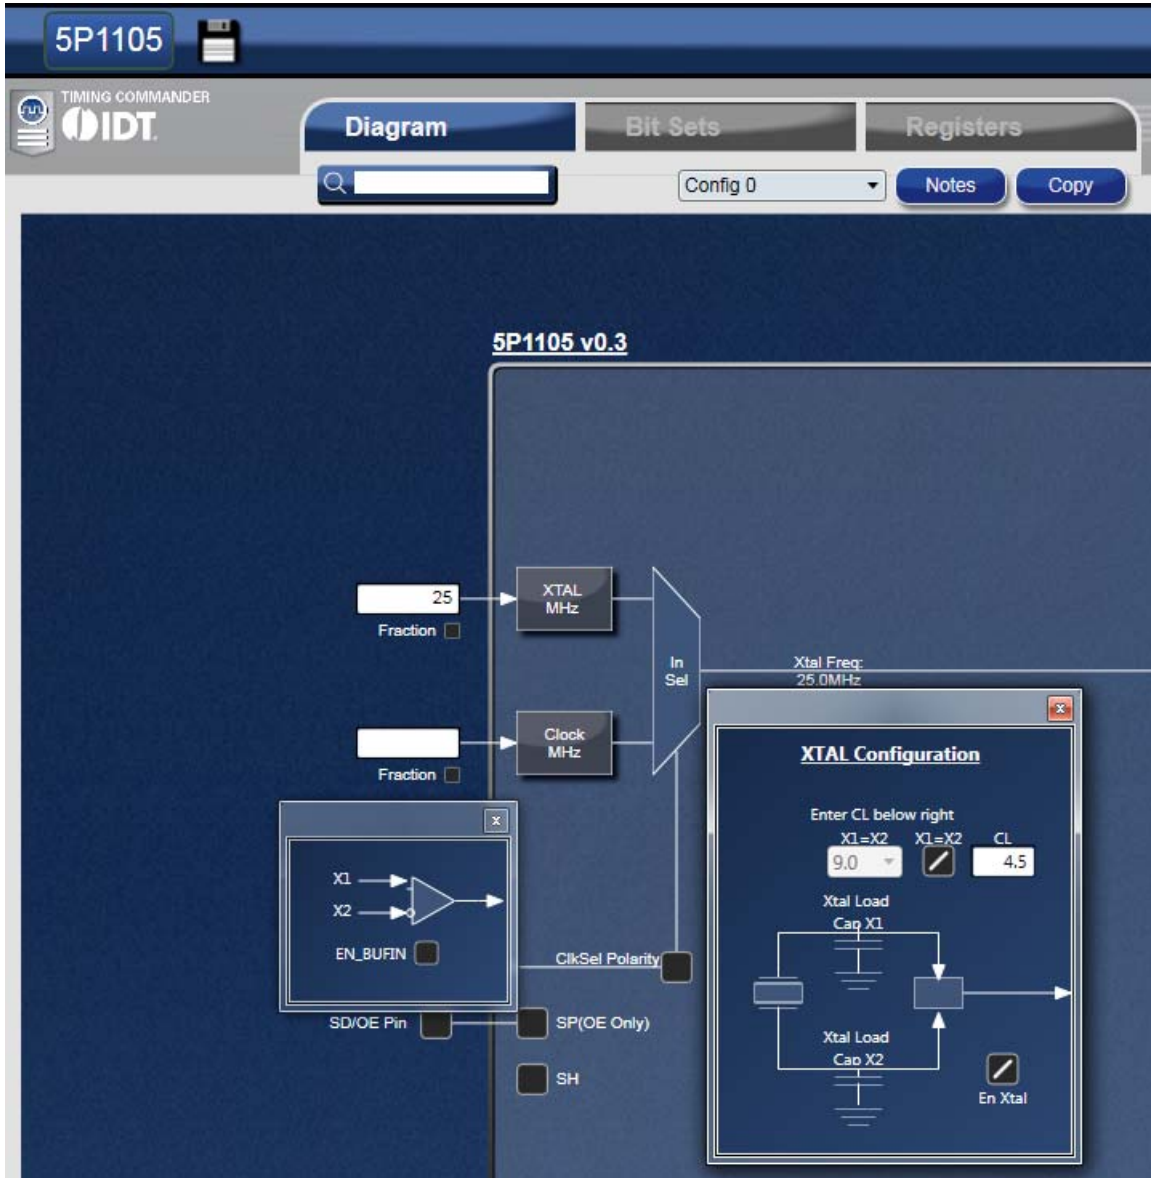 5P1105
TIMING COMMANDER
IDT
Diagram
Bit Sets
Registers
Config 0
Notes
Copy
5P1105 v0.3
25
XTAL
MHz
Fraction
In
Sel
Xtal Freq:
25.0MHz
Clock
MHz
Fraction
x
XTAL Configuration
Enter CL below right
X1=X2
X1=X2
CL
9.0
4.5
x
X1
X2
EN_BUFIN
Xtal Load
Cap X1
ClkSel Polarity
SD/OE Pin
SP(OE Only)
Xtal Load
Cap X2
SH
En Xtal